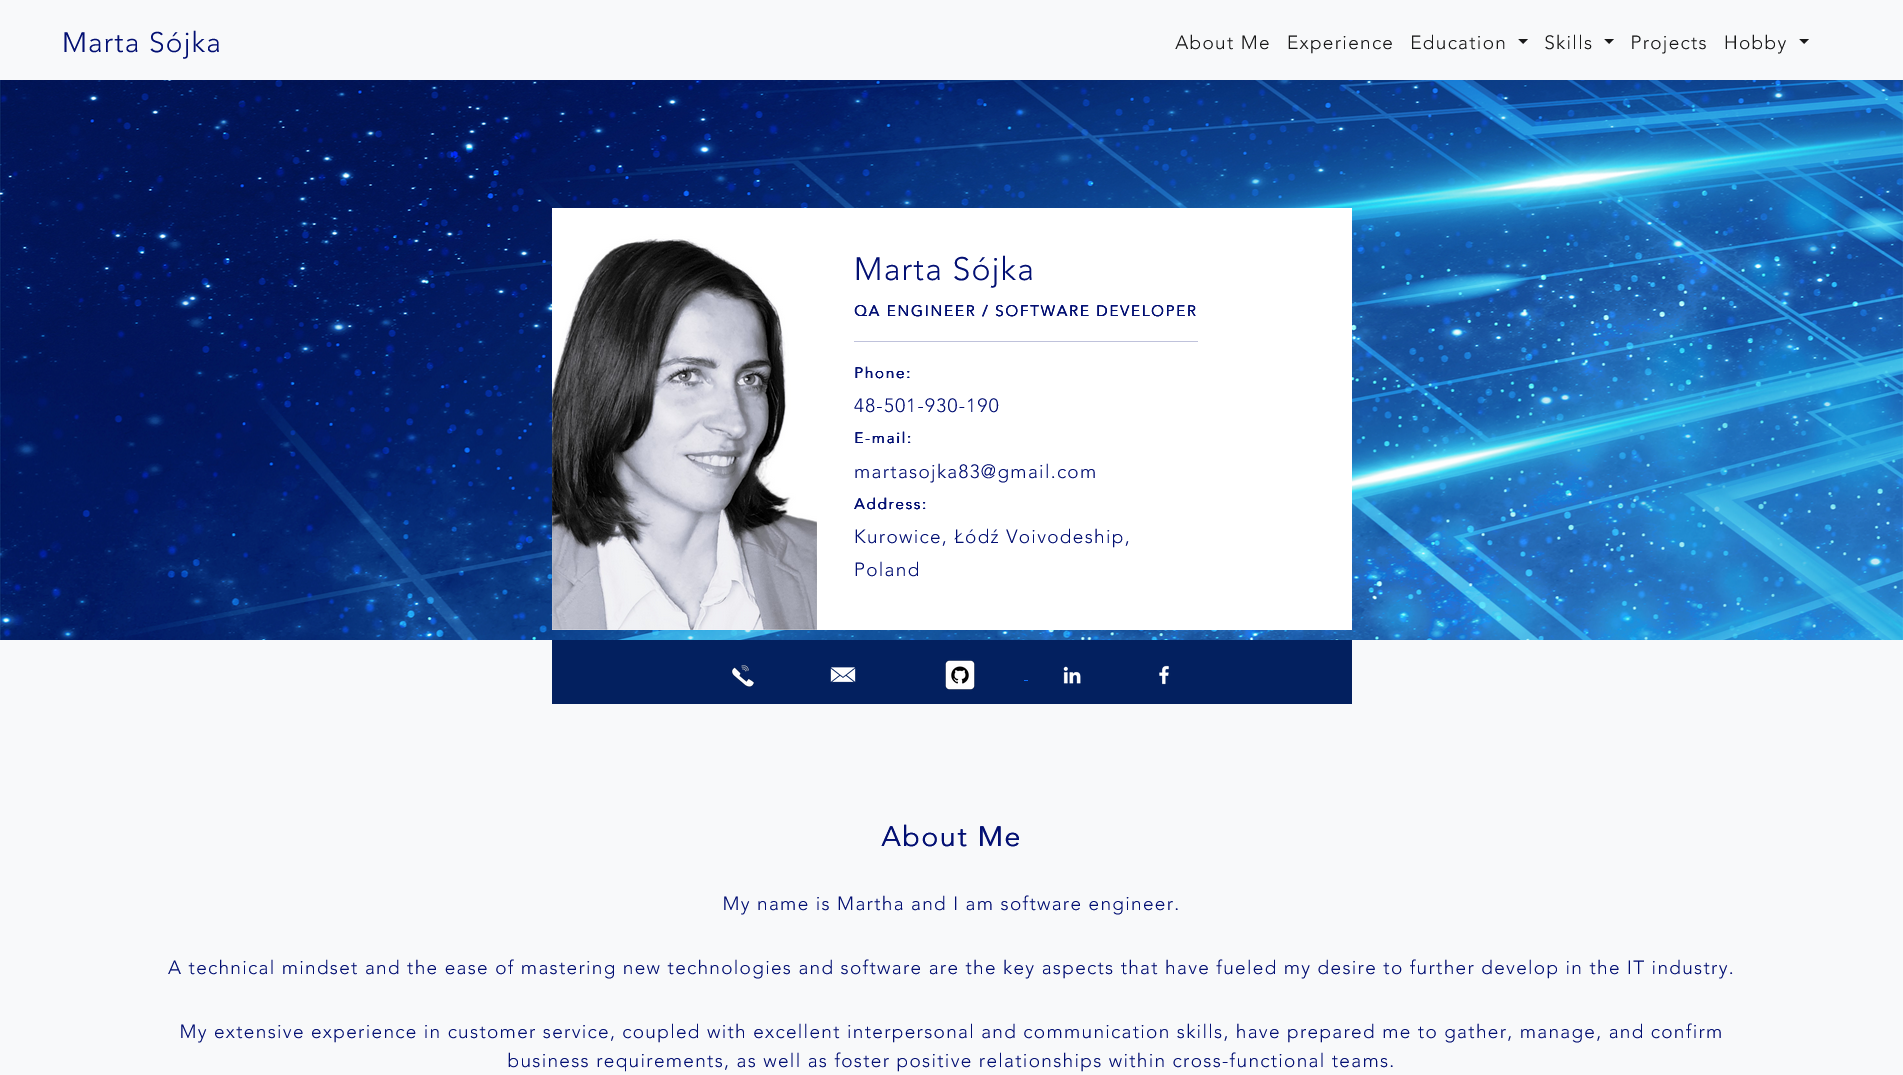 Marta Sójka
About Me Experience Education Skills Projects Hobby
Marta Sójka
QA ENGINEER / SOFTWARE DEVELOPER
Phone:
48-501-930-190
E-mail:
martasojka83@gmail.com
Address:
Kurowice, Łódź Voivodeship,
Poland
in f
About Me
My name is Martha and I am software engineer.
A technical mindset and the ease of mastering new technologies and software are the key aspects that have fueled my desire to further develop in the IT industry.
My extensive experience in customer service, coupled with excellent interpersonal and communication skills, have prepared me to gather, manage, and confirm
business requirements, as well as foster positive relationships within cross-functional teams.